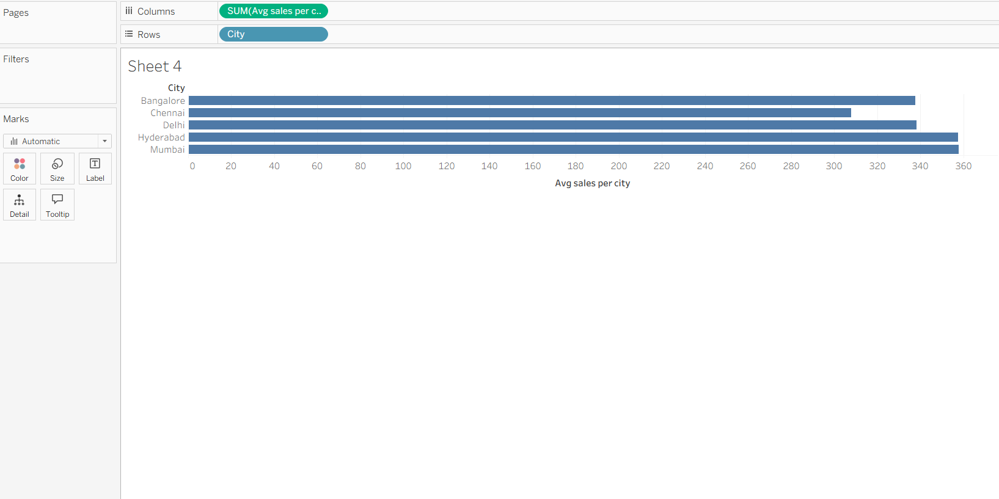 Pages
Columns
SUM(Avg sales per c..
Rows
City
Filters
Marks
Automatic
Color
Size
Label
Detail
Tooltip
Sheet 4
City
Bangalore
Chennai
Delhi
Hyderabad
Mumbai
0 20 40 60 80 100 120 140 160 180 200 220 240 260 280 300 320 340 360
Avg sales per city